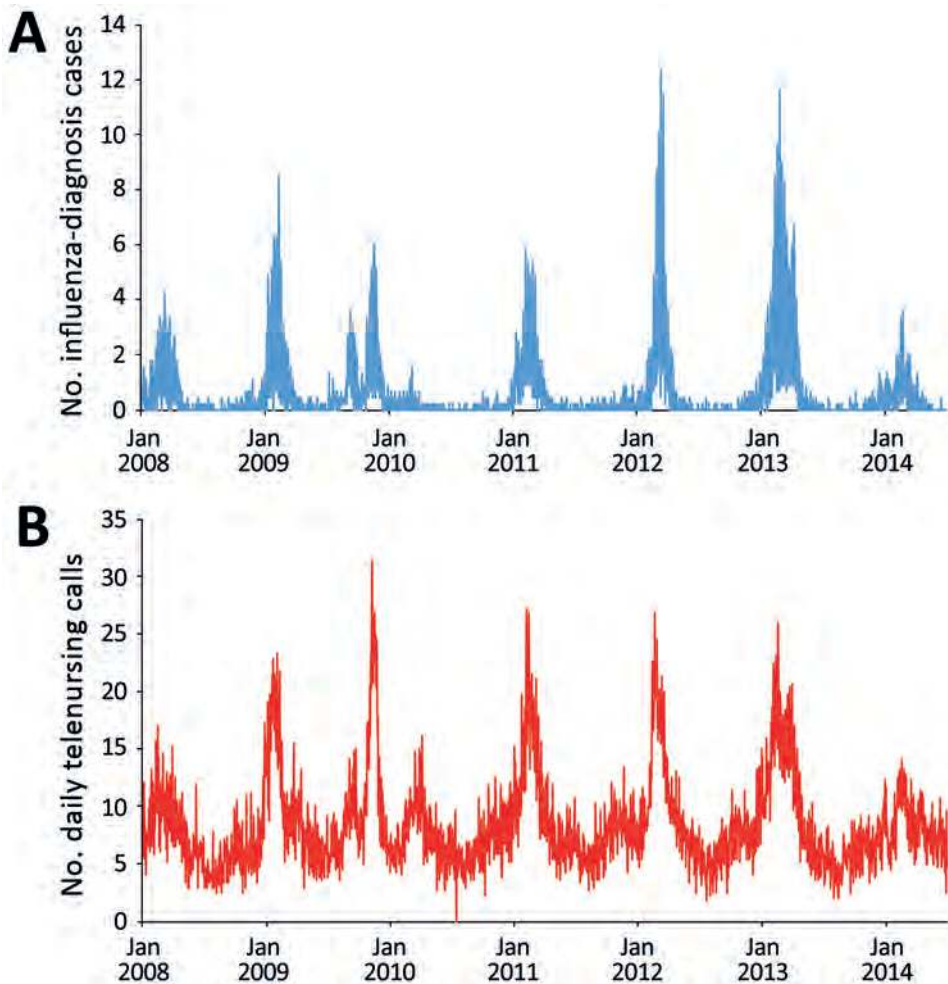 A
No. influenza-diagnosis cases
14
12
10
8
6
4
2
0
Jan Jan Jan Jan Jan Jan Jan
2008 2009 2010 2011 2012 2013 2014
B
No. daily telenursing calls
35
30
25
20
15
10
5
0
Jan Jan Jan Jan Jan Jan Jan
2008 2009 2010 2011 2012 2013 2014